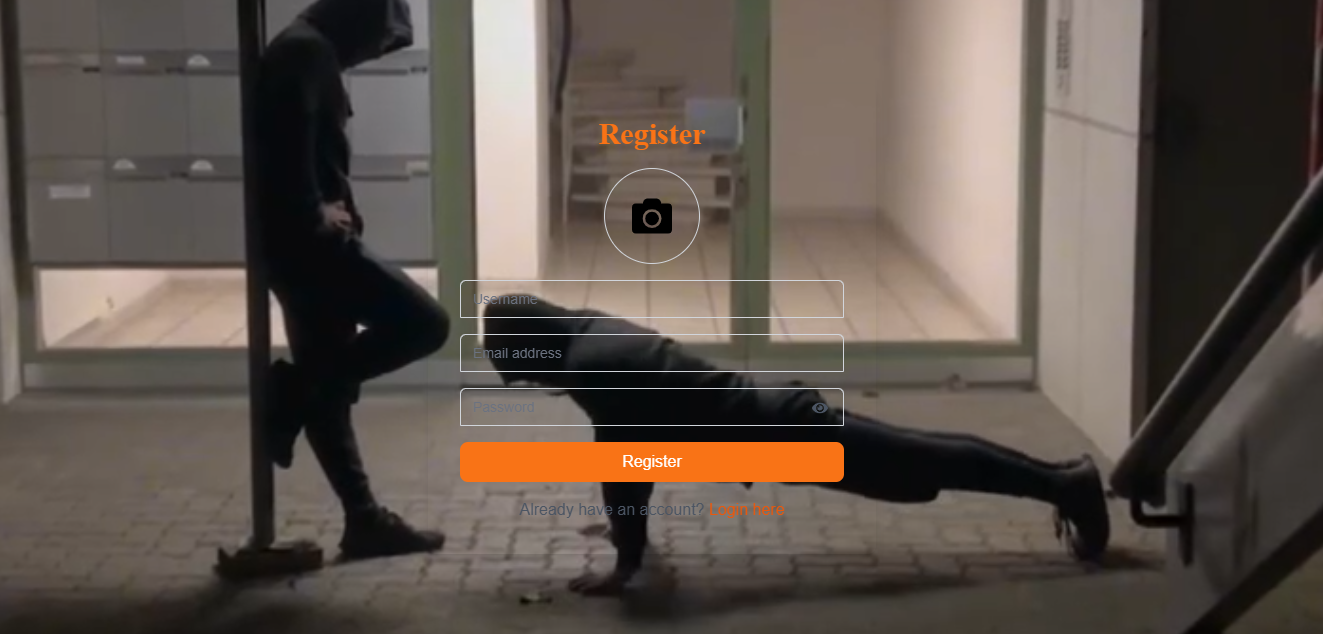 Register
Username
Email address
Password
Register
Already have an account? Login here